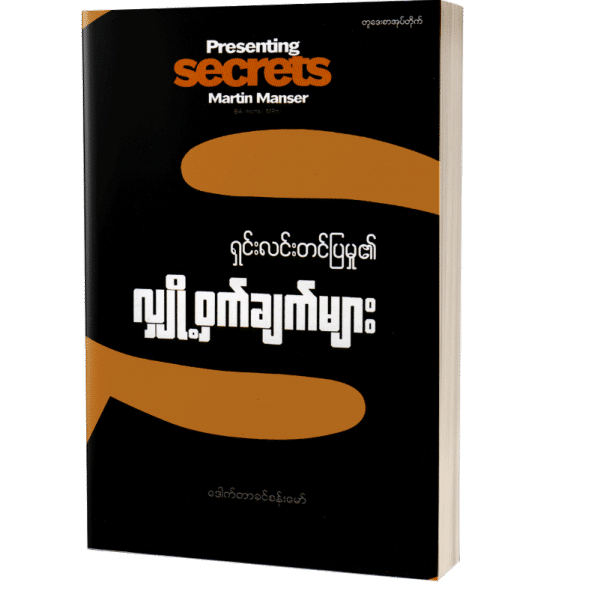 တူဒေးစာအုပ်တိုက်
Presenting
secrets
Martin Manser
ရှင်းလင်းတင်ပြမှု၏
လျှို့ဝှက်ချက်များ
ဒေါက်တာခင်စန်းမော်